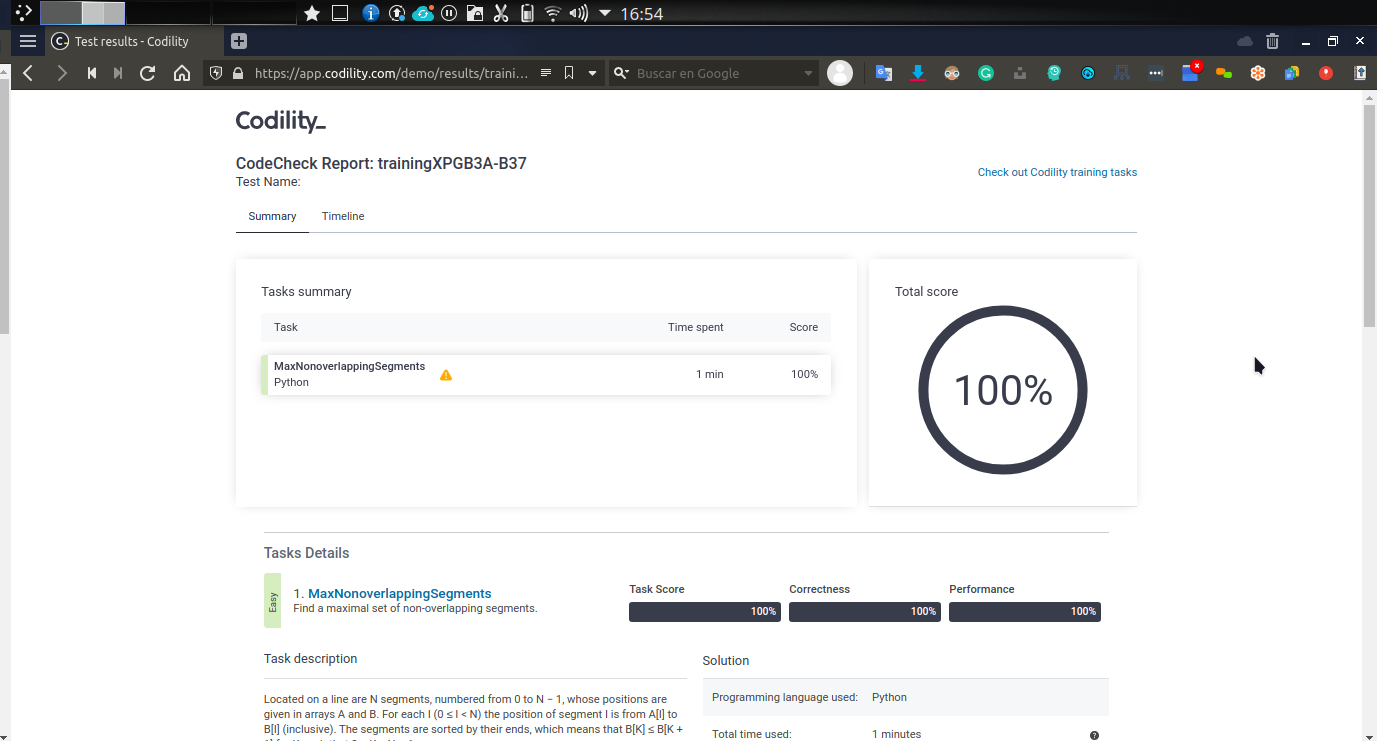 16:54
Test results - Codility
https://app.codility.com/demo/results/traini...
Buscar en Google
Codility_
CodeCheck Report: trainingXPGB3A-B37
Test Name:
Check out Codility training tasks
Summary Timeline
Tasks summary
Task Time spent Score
MaxNonoverlappingSegments
Python
1 min 100%
Total score
100%
Tasks Details
Easy
1. MaxNonoverlappingSegments
Find a maximal set of non-overlapping segments.
Task Score Correctness Performance
100% 100% 100%
Task description
Located on a line are N segments, numbered from 0 to N − 1, whose positions are
given in arrays A and B. For each I (0 ≤ I < N) the position of segment I is from A[I] to
B[I] (inclusive). The segments are sorted by their ends, which means that B[K] ≤ B[K +
Solution
Programming language used: Python
Total time used: 1 minutes